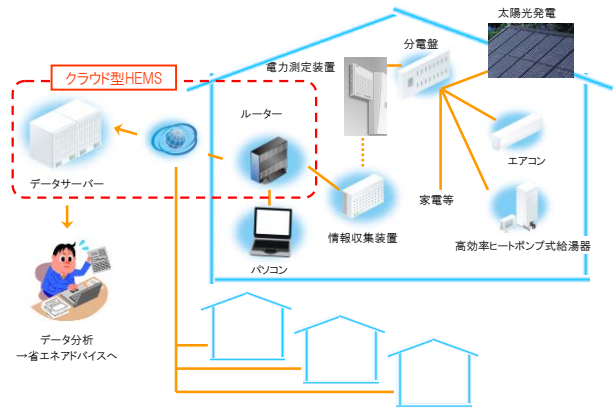 太陽光発電
分電盤
電力測定装置
クラウド型HEMS
ルーター
エアコン
データサーバー
家電等
情報収集装置
高効率ヒートポンプ式給湯器
パソコン
データ分析
→省エネアドバイスへ